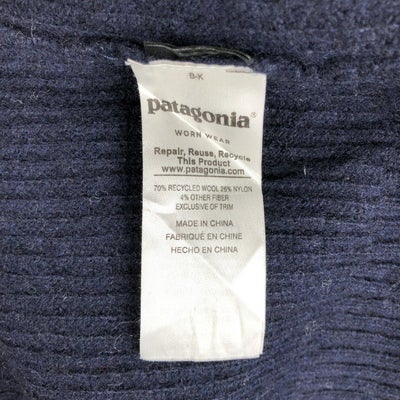 B-K
patagonia®
WORN WEAR
Repair, Reuse, Recycle
This Product
www.patagonia.com
70% RECYCLED WOOL 26% NYLON
4% OTHER FIBER
EXCLUSIVE OF TRIM
MADE IN CHINA
FABRIQUÉ EN CHINE
HECHO EN CHINA